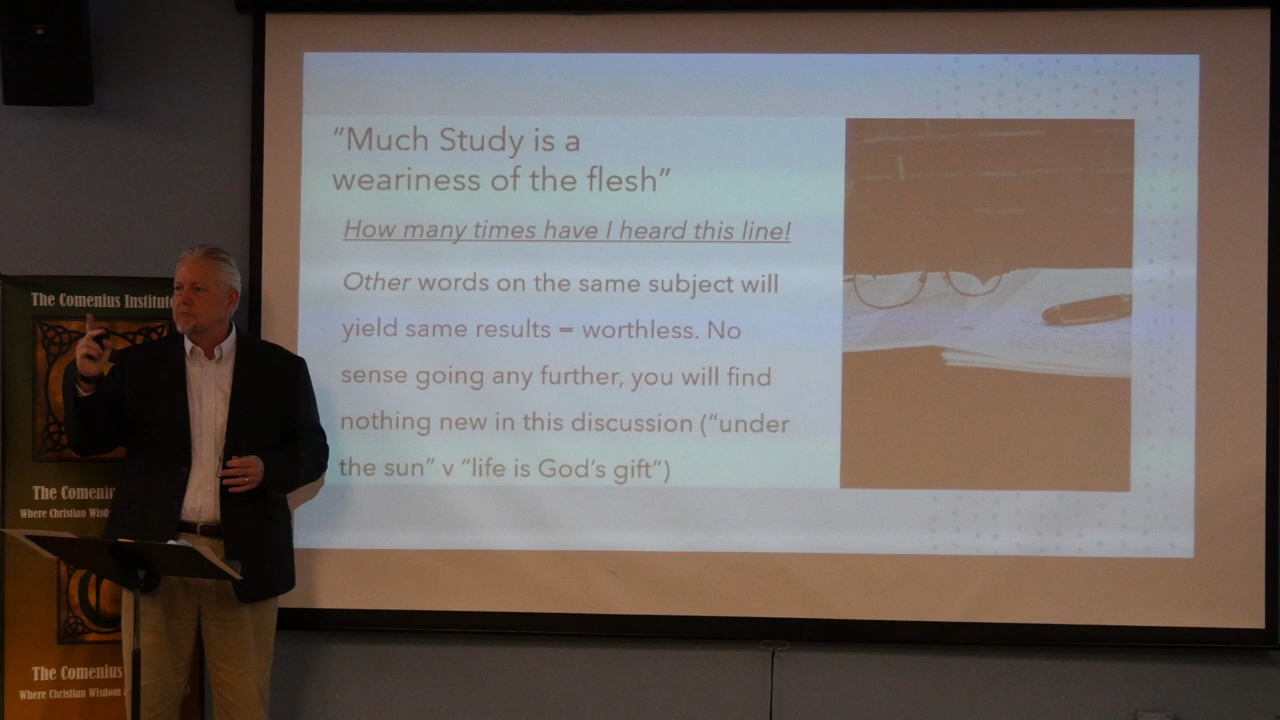 "Much Study is a
weariness of the flesh"
How many times have I heard this line!
Other words on the same subject will
yield same results = worthless. No
sense going any further, you will find
nothing new in this discussion ("under
the sun" v "life is God's gift")
The Comenius Institute
The Comeniu
Where Christian Wisd
The Comenius
Where Christian Wisdom